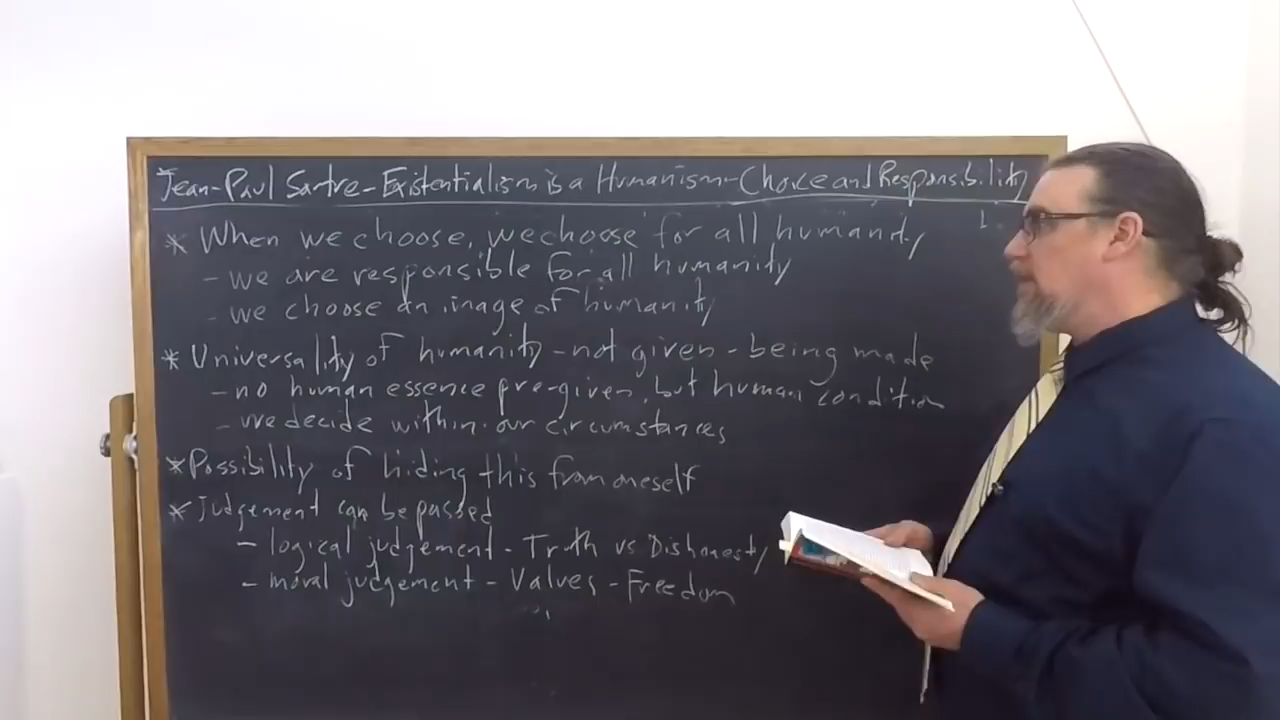 Jean-Paul Sartre - Existentialism is a Humanism - Choice and Responsibility
* When we choose, we choose for all humanity
- we are responsible for all humanity
- we choose an image of humanity
* Universality of humanity - not given - being made
- no human essence pre-given, but human condition
- we decide within our circumstances
* Possibility of hiding this from oneself
* Judgement can be passed
- logical judgement - Truth vs Dishonesty
- moral judgement - Values - Freedom